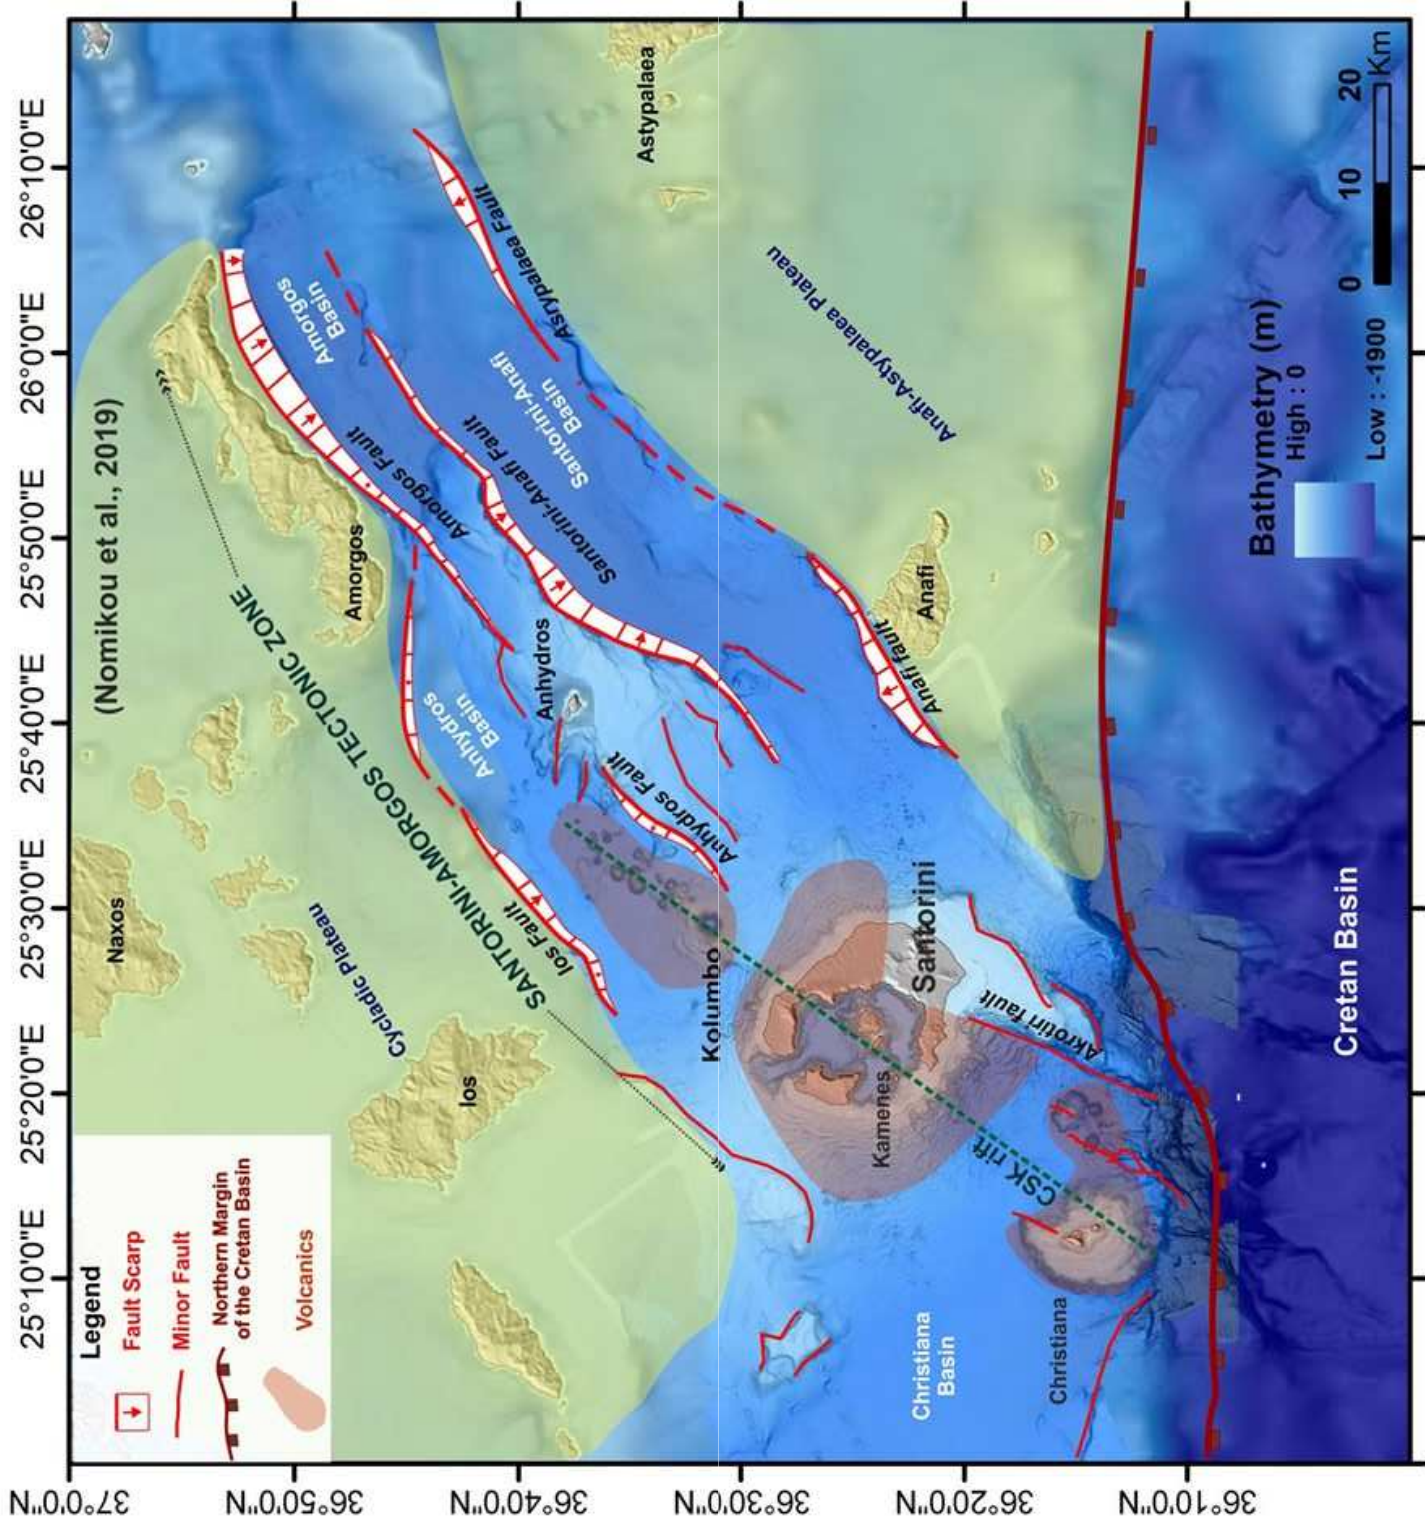 Legend
Fault Scarp
Minor Fault
Northern Margin
of the Cretan Basin
Volcanics
(Nomikou et al., 2019)
37°0'0"N
36°50'0"N
36°40'0"N
36°30'0"N
36°20'0"N
36°10'0"N
25°10'0"E
25°20'0"E
25°30'0"E
25°40'0"E
25°50'0"E
26°0'0"E
26°10'0"E
Naxos
Cycladic Plateau
Ios
SANTORINI-AMORGOS TECTONIC ZONE
Amorgos
Amorgos
Basin
Amorgos Fault
Anhydros
Basin
Ios Fault
Anhydros
Anhydros Fault
Santorini-Anafi Fault
Santorini-Anafi
Basin
Asrypalaea Fault
Astypalaea
Anafi-Astypalaea Plateau
Kolumbo
Kamenes
Santorini
Anafi fault
Anafi
Akrotiri fault
CSK rift
Christiana
Basin
Christiana
Cretan Basin
Bathymetry (m)
High : 0
Low : -1900
0 10 20
Km